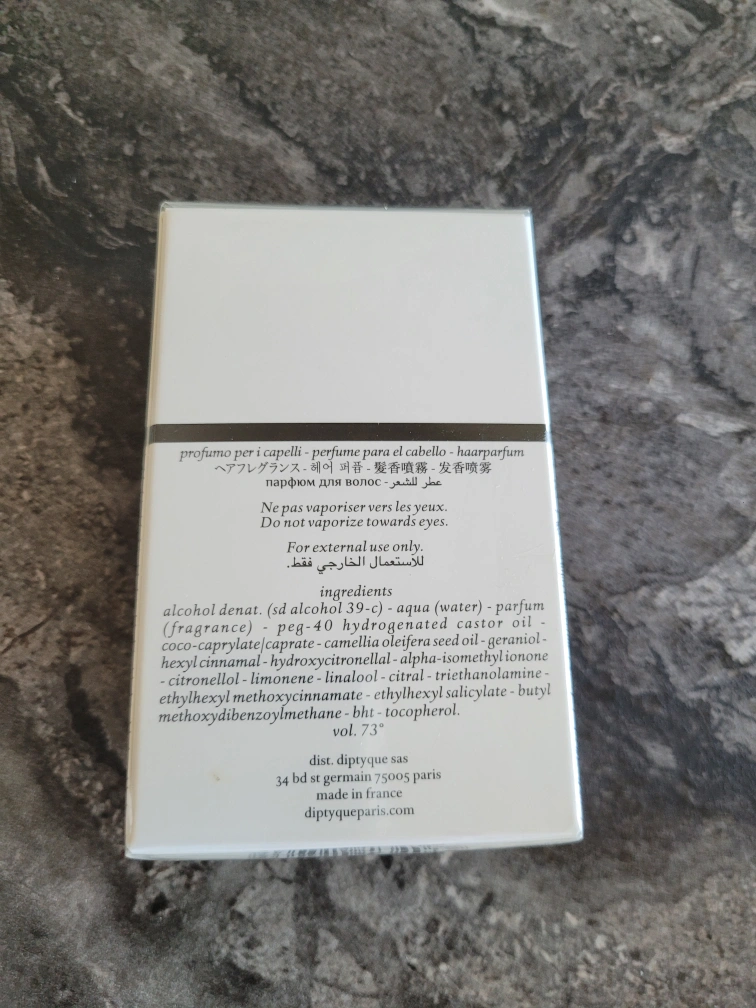 profumo per i capelli - perfume para el cabello - haarparfum
ヘアフレグランス - 헤어 퍼퓸 - 髮香噴霧 - 发香喷雾
парфюм для волос - عطر للشعر
Ne pas vaporiser vers les yeux.
Do not vaporize towards eyes.
For external use only.
للاستعمال الخارجي فقط.
ingredients
alcohol denat. (sd alcohol 39-c) - aqua (water) - parfum
(fragrance) - peg-40 hydrogenated castor oil -
coco-caprylate/caprate - camellia oleifera seed oil - geraniol -
hexyl cinnamal - hydroxycitronellal - alpha-isomethyl ionone
- citronellol - limonene - linalool - citral - triethanolamine -
ethylhexyl methoxycinnamate - ethylhexyl salicylate - butyl
methoxydibenzoylmethane - bht - tocopherol.
vol. 73°
dist. diptyque sas
34 bd st germain 75005 paris
made in france
diptyqueparis.com